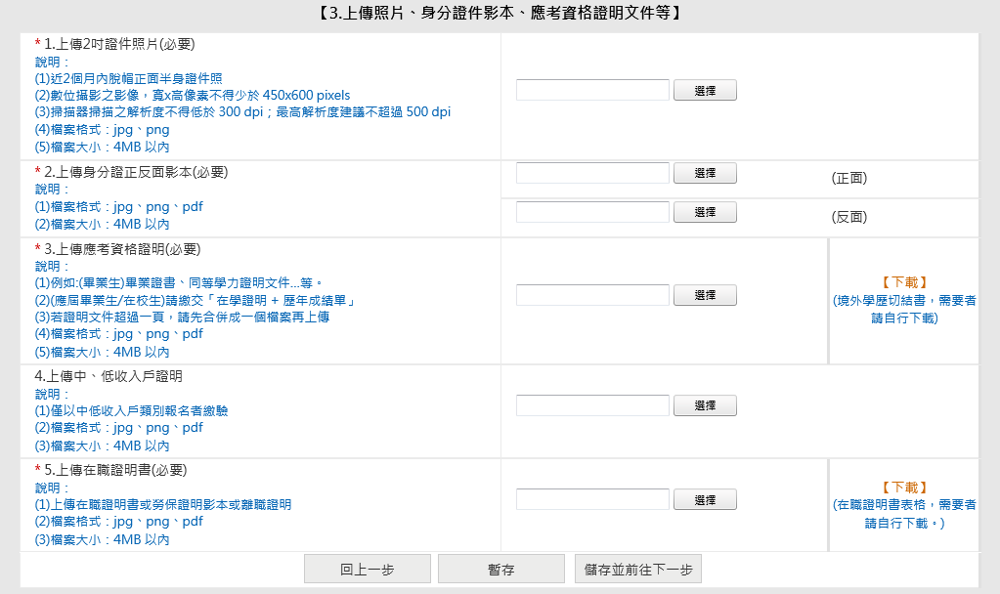 【3.上傳照片、身分證件影本、應考資格證明文件等】
* 1.上傳2吋證件照片(必要)
說明：
(1)近2個月內脫帽正面半身證件照
(2)數位攝影之影像，寬x高像素不得少於 450x600 pixels
(3)掃描器掃描之解析度不得低於 300 dpi；最高解析度建議不超過 500 dpi
(4)檔案格式：jpg、png
(5)檔案大小：4MB 以內
選擇
* 2.上傳身分證正反面影本(必要)
說明：
(1)檔案格式：jpg、png、pdf
(2)檔案大小：4MB 以內
選擇
(正面)
選擇
(反面)
* 3.上傳應考資格證明(必要)
說明：
(1)例如:(畢業生)畢業證書、同等學力證明文件...等。
(2)(應屆畢業生/在校生)請繳交「在學證明 + 歷年成績單」
(3)若證明文件超過一頁，請先合併成一個檔案再上傳
(4)檔案格式：jpg、png、pdf
(5)檔案大小：4MB 以內
選擇
【下載】
(境外學歷切結書，需要者
請自行下載)
4.上傳中、低收入戶證明
說明：
(1)僅以中低收入戶類別報名者繳驗
(2)檔案格式：jpg、png、pdf
(3)檔案大小：4MB 以內
選擇
* 5.上傳在職證明書(必要)
說明：
(1)上傳在職證明書或勞保證明影本或離職證明
(2)檔案格式：jpg、png、pdf
(3)檔案大小：4MB 以內
選擇
【下載】
(在職證明書表格，需要者
請自行下載。)
回上一步
暫存
儲存並前往下一步